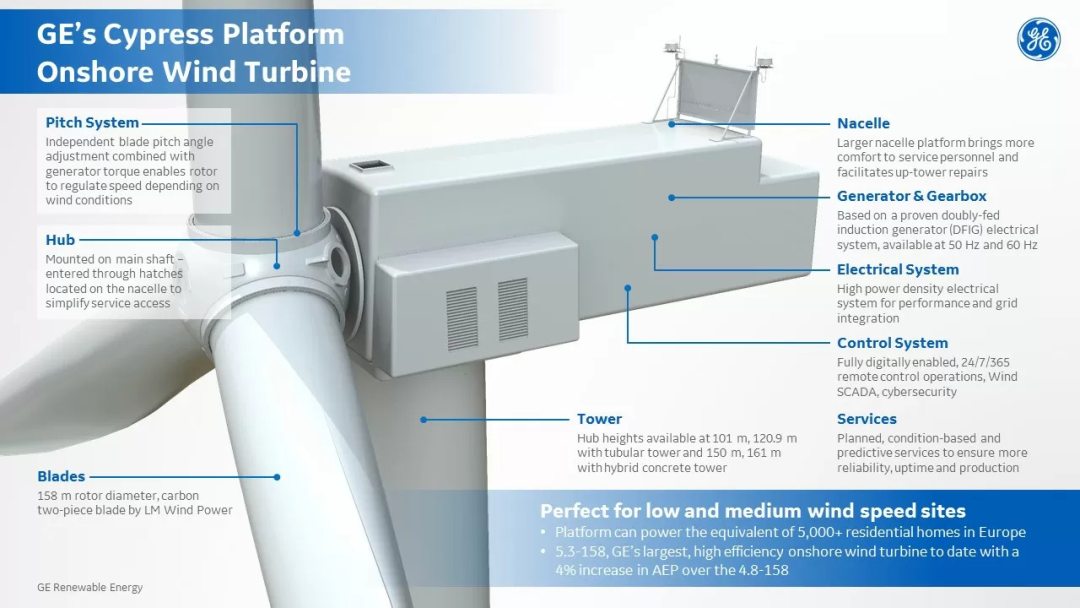 GE's Cypress Platform
Onshore Wind Turbine
Pitch System
Independent blade pitch angle
adjustment combined with
generator torque enables rotor
to regulate speed depending on
wind conditions
Hub
Mounted on main shaft –
entered through hatches
located on the nacelle to
simplify service access
Blades
158 m rotor diameter, carbon
two-piece blade by LM Wind Power
Nacelle
Larger nacelle platform brings more
comfort to service personnel and
facilitates up-tower repairs
Generator & Gearbox
Based on a proven doubly-fed
induction generator (DFIG) electrical
system, available at 50 Hz and 60 Hz
Electrical System
High power density electrical
system for performance and grid
integration
Control System
Fully digitally enabled, 24/7/365
remote control operations, Wind
SCADA, cybersecurity
Tower
Hub heights available at 101 m, 120.9 m
with tubular tower and 150 m, 161 m
with hybrid concrete tower
Services
Planned, condition-based and
predictive services to ensure more
reliability, uptime and production
Perfect for low and medium wind speed sites
• Platform can power the equivalent of 5,000+ residential homes in Europe
• 5.3-158, GE's largest, high efficiency onshore wind turbine to date with a
4% increase in AEP over the 4.8-158
GE Renewable Energy
GE